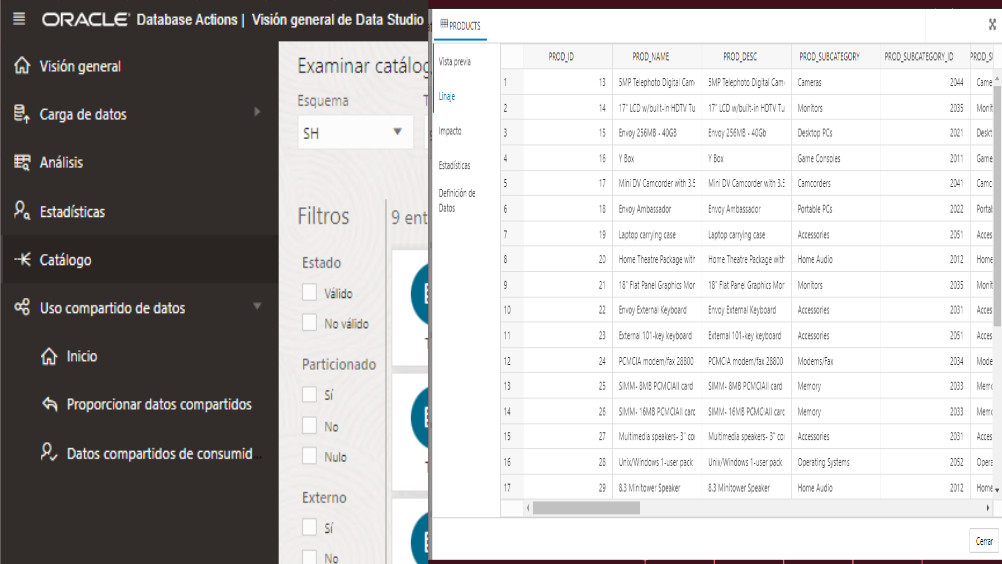 ORACLE® Database Actions | Visión general de Data Studio
Visión general
Carga de datos
Análisis
Estadísticas
Catálogo
Uso compartido de datos
Inicio
Proporcionar datos compartidos
Datos compartidos de consumid...
Examinar catálog
Esquema
SH
Filtros
9 ent
Estado
Válido
No válido
Particionado
Sí
No
Nulo
Externo
Sí
No
PRODUCTS
Vista previa
Linaje
Impacto
Estadísticas
Definición de
Datos
PROD_ID PROD_NAME PROD_DESC PROD_SUBCATEGORY PROD_SUBCATEGORY_ID PROD_S
1 13 5MP Telephoto Digital Cam 5MP Telephoto Digital Cam Cameras 2044 Came
2 14 17" LCD w/built-in HDTV Tu 17" LCD w/built-in HDTV Tu Monitors 2035 Monit
3 15 Envoy 256MB - 40GB Envoy 256MB - 40Gb Desktop PCs 2021 Deskt
4 16 Y Box Y Box Game Consoles 2011 Game
5 17 Mini DV Camcorder with 3.5 Mini DV Camcorder with 3.5 Camcorders 2041 Camc
6 18 Envoy Ambassador Envoy Ambassador Portable PCs 2022 Portal
7 19 Laptop carrying case Laptop carrying case Accessories 2051 Acces
8 20 Home Theatre Package with Home Theatre Package with Home Audio 2012 Home
9 21 18" Flat Panel Graphics Mor 18" Flat Panel Graphics Mor Monitors 2035 Monit
10 22 Envoy External Keyboard Envoy External Keyboard Accessories 2031 Acces
11 23 External 101-key keyboard External 101-key keyboard Accessories 2051 Acces
12 24 PCMCIA modem/fax 28800 PCMCIA modem/fax 28800 Modems/Fax 2034 Mode
13 25 SIMM- 8MB PCMCIAII card SIMM- 8MB PCMCIAII card Memory 2033 Mem
14 26 SIMM- 16MB PCMCIAII card SIMM- 16MB PCMCIAII card Memory 2033 Mem
15 27 Multimedia speakers- 3" co Multimedia speakers- 3" co Accessories 2031 Acces
16 28 Unix/Windows 1-user pack Unix/Windows 1-user pack Operating Systems 2052 Opera
17 29 8.3 Minitower Speaker 8.3 Minitower Speaker Home Audio 2012 Home
Cerrar